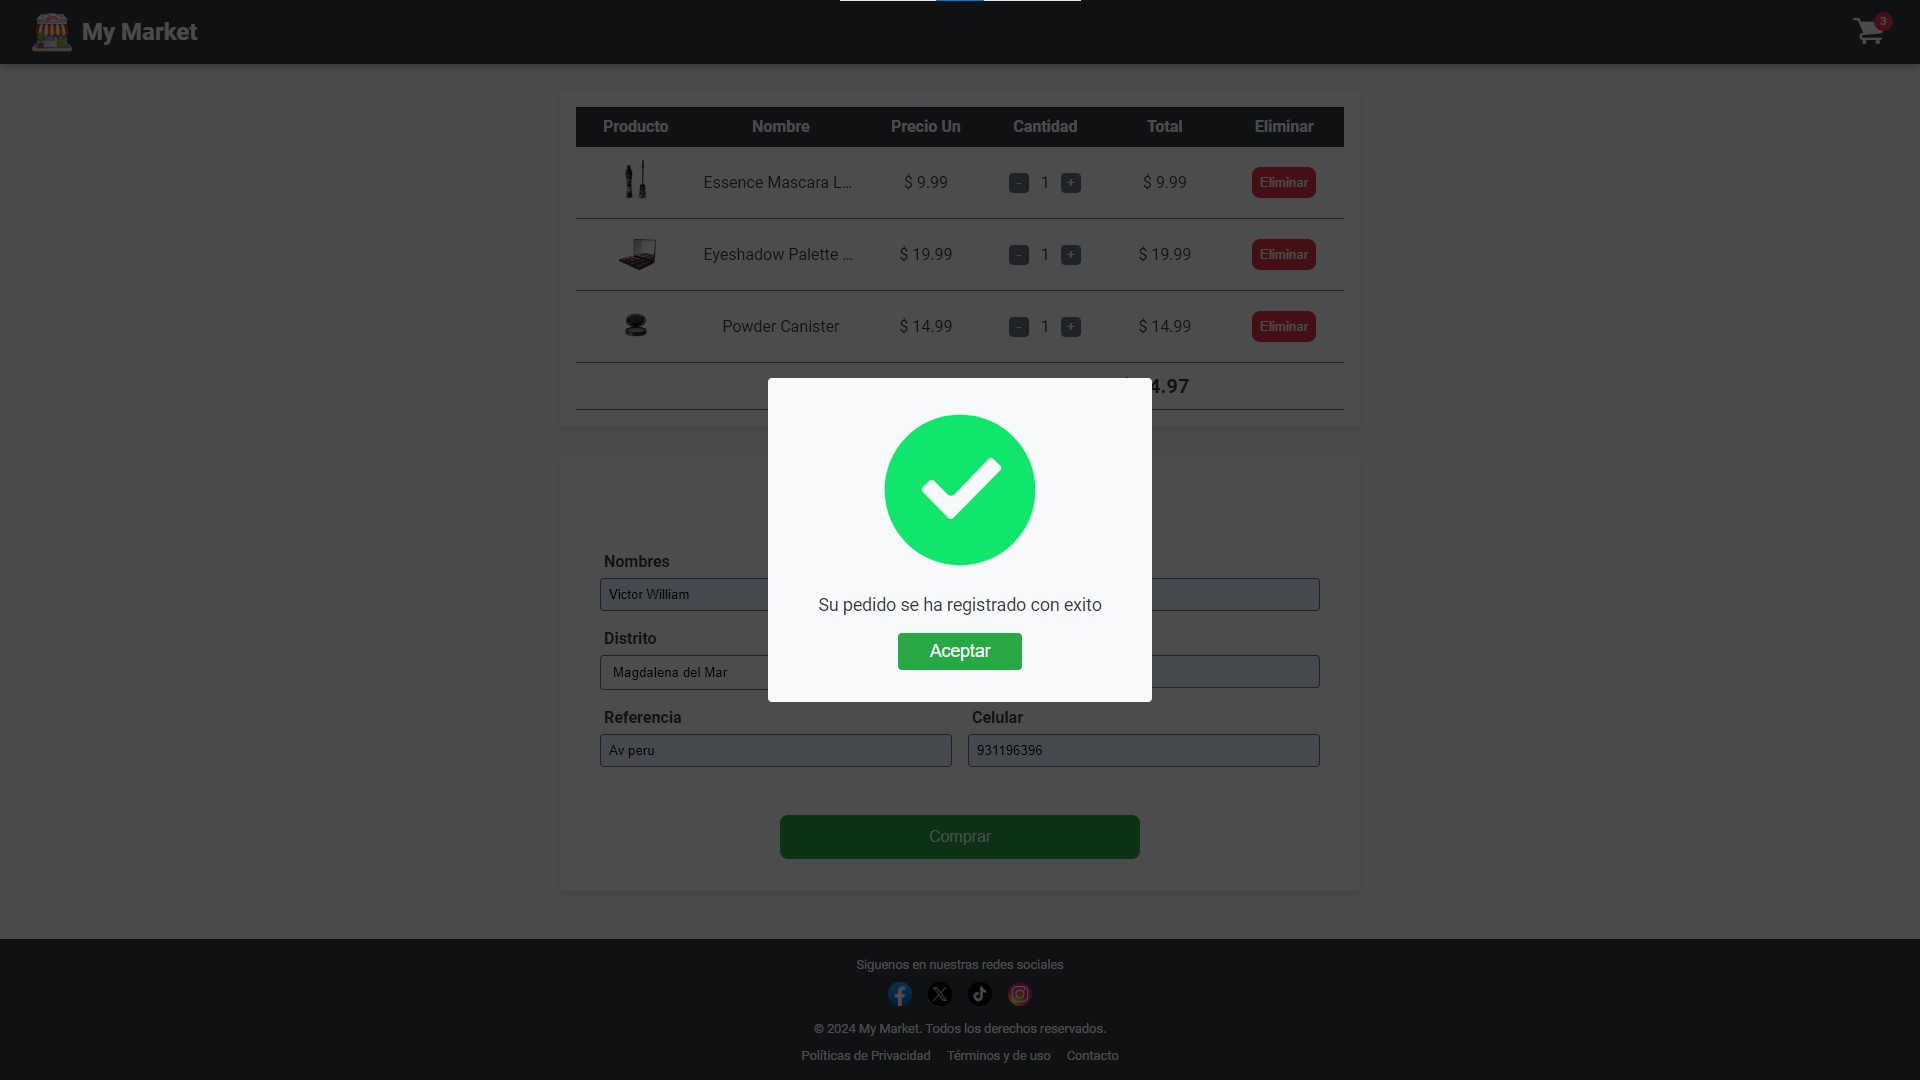 My Market
3
Producto Nombre Precio Un Cantidad Total Eliminar
Essence Mascara L... $ 9.99 - 1 + $ 9.99 Eliminar
Eyeshadow Palette ... $ 19.99 - 1 + $ 19.99 Eliminar
Powder Canister $ 14.99 - 1 + $ 14.99 Eliminar
4.97
Nombres
Victor William
Su pedido se ha registrado con exito
Distrito
Aceptar
Magdalena del Mar
Referencia Celular
Av peru 931196396
Comprar
Siguenos en nuestras redes sociales
© 2024 My Market. Todos los derechos reservados.
Políticas de Privacidad Términos y de uso Contacto